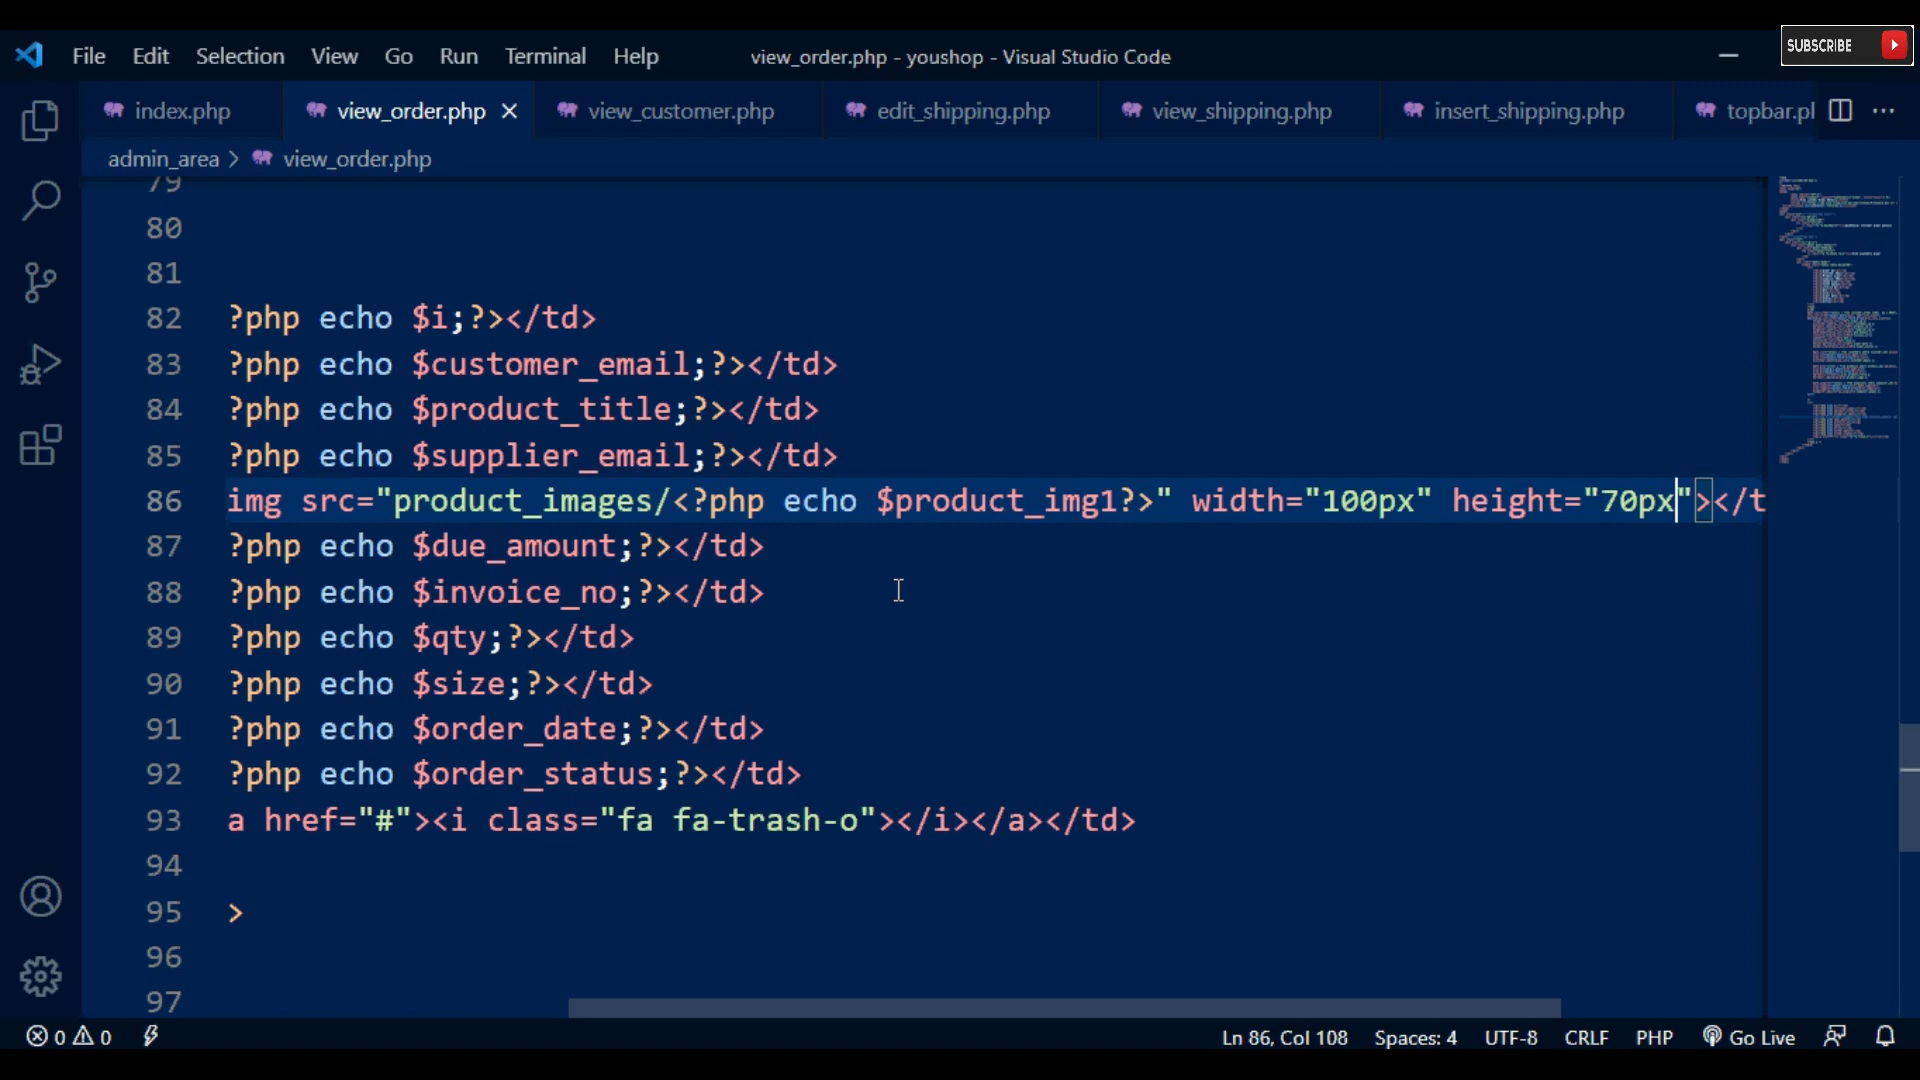 File Edit Selection View Go Run Terminal Help view_order.php - youshop - Visual Studio Code SUBSCRIBE
index.php view_order.php view_customer.php edit_shipping.php view_shipping.php insert_shipping.php topbar.p
admin_area > view_order.php
79
80
81
82 ?php echo $i;?></td>
83 ?php echo $customer_email;?></td>
84 ?php echo $product_title;?></td>
85 ?php echo $supplier_email;?></td>
86 img src="product_images/<?php echo $product_img1?>" width="100px" height="70px"></t
87 ?php echo $due_amount;?></td>
88 ?php echo $invoice_no;?></td>
89 ?php echo $qty;?></td>
90 ?php echo $size;?></td>
91 ?php echo $order_date;?></td>
92 ?php echo $order_status;?></td>
93 a href="#"><i class="fa fa-trash-o"></i></a></td>
94
95 >
96
97
0 0 Ln 86, Col 108 Spaces: 4 UTF-8 CRLF PHP Go Live